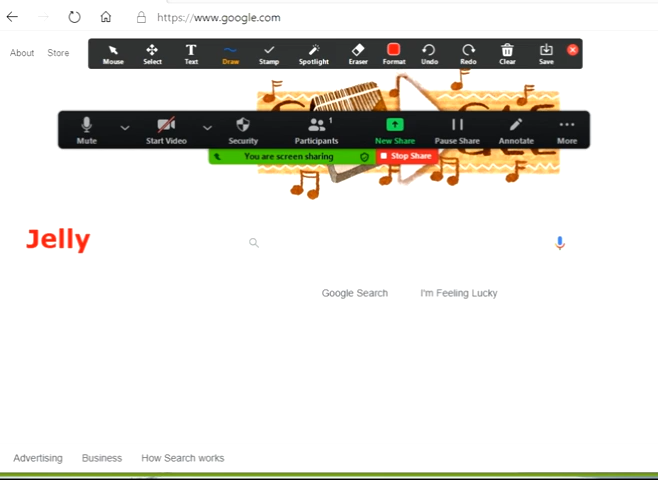 https://www.google.com
About Store
Mouse Select Text Draw Stamp Spotlight Eraser Format Undo Redo Clear Save
1
Mute Start Video Security Participants New Share Pause Share Annotate More
You are screen sharing Stop Share
Jelly
Google Search I'm Feeling Lucky
Advertising Business How Search works